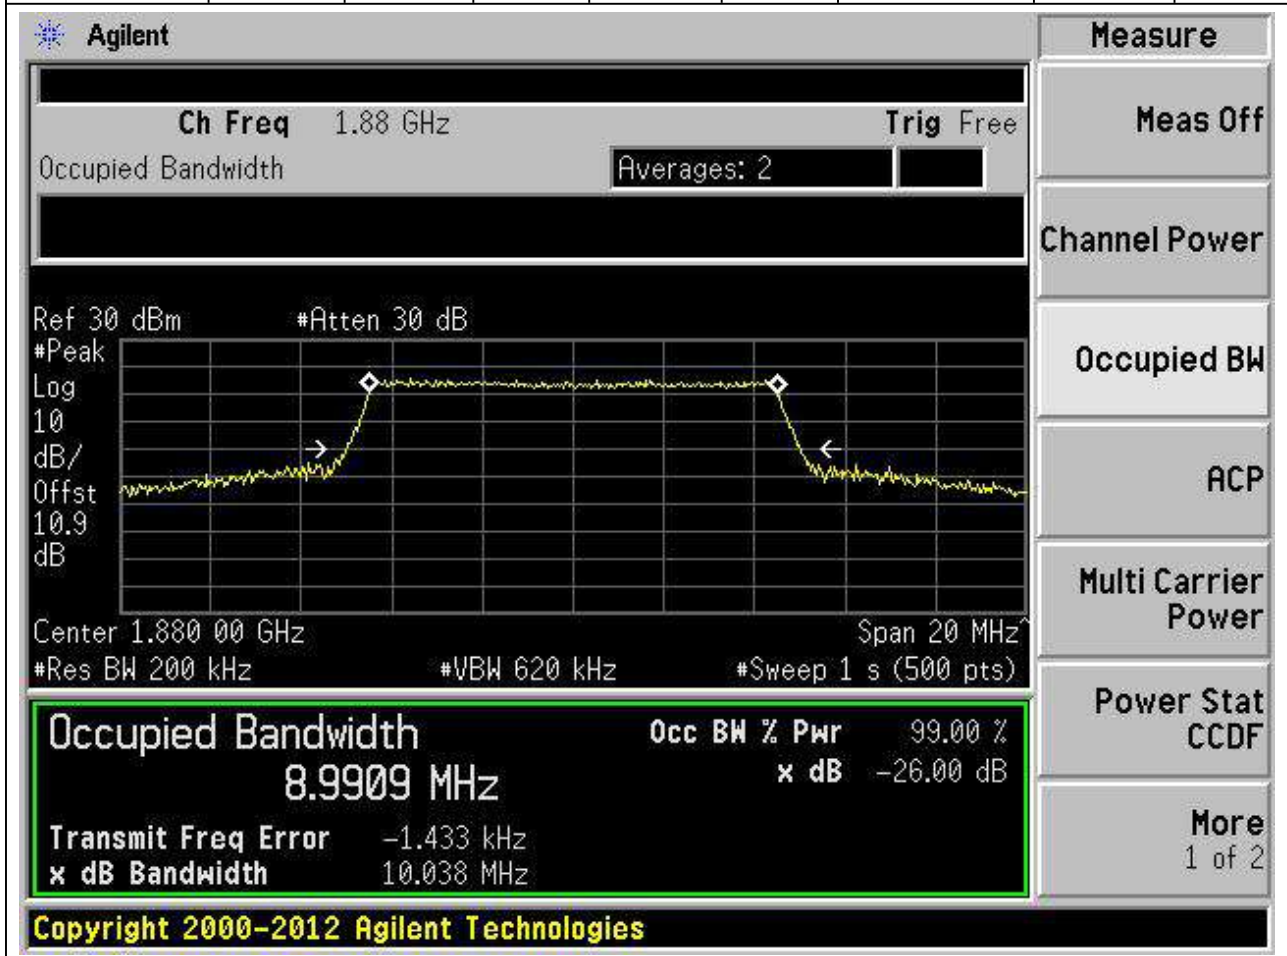 Agilent
Measure
Ch Freq 1.88 GHz Trig Free
Occupied Bandwidth Averages: 2
Meas Off
Channel Power
Occupied BW
ACP
Multi Carrier
Power
Power Stat
CCDF
More
1 of 2
Ref 30 dBm #Atten 30 dB
#Peak
Log
10
dB/
Offst
10.9
dB
Center 1.880 00 GHz Span 20 MHz^
#Res BW 200 kHz #VBW 620 kHz #Sweep 1 s (500 pts)
Occupied Bandwidth
8.9909 MHz
Occ BW % Pwr 99.00 %
x dB -26.00 dB
Transmit Freq Error -1.433 kHz
x dB Bandwidth 10.038 MHz
Copyright 2000-2012 Agilent Technologies